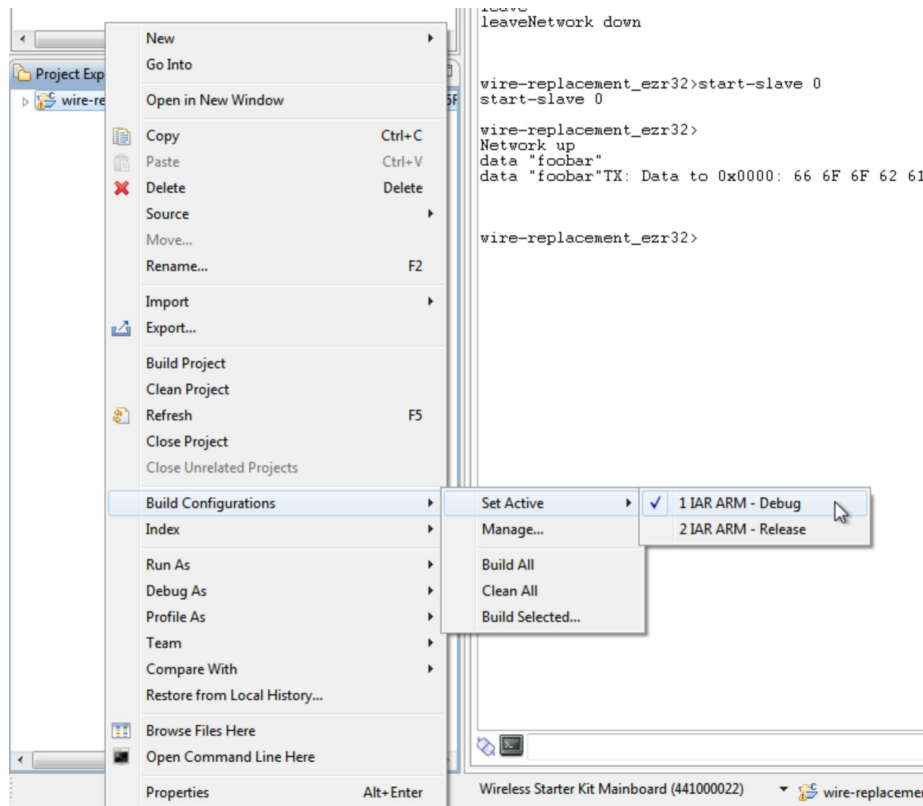 leaveNetwork down
wire-replacement_ezr32>start-slave 0
start-slave 0
wire-replacement_ezr32>
Network up
data "foobar"
data "foobar"TX: Data to 0x0000: 66 6F 6F 62 61
wire-replacement_ezr32>
Project Exp
wire-re
New
Go Into
Open in New Window
Copy Ctrl+C
Paste Ctrl+V
Delete Delete
Source
Move...
Rename... F2
Import
Export...
Build Project
Clean Project
Refresh F5
Close Project
Close Unrelated Projects
Build Configurations
Index
Run As
Debug As
Profile As
Team
Compare With
Restore from Local History...
Browse Files Here
Open Command Line Here
Properties Alt+Enter
Set Active
Manage...
Build All
Clean All
Build Selected...
1 IAR ARM - Debug
2 IAR ARM - Release
Wireless Starter Kit Mainboard (441000022)
wire-replacemer